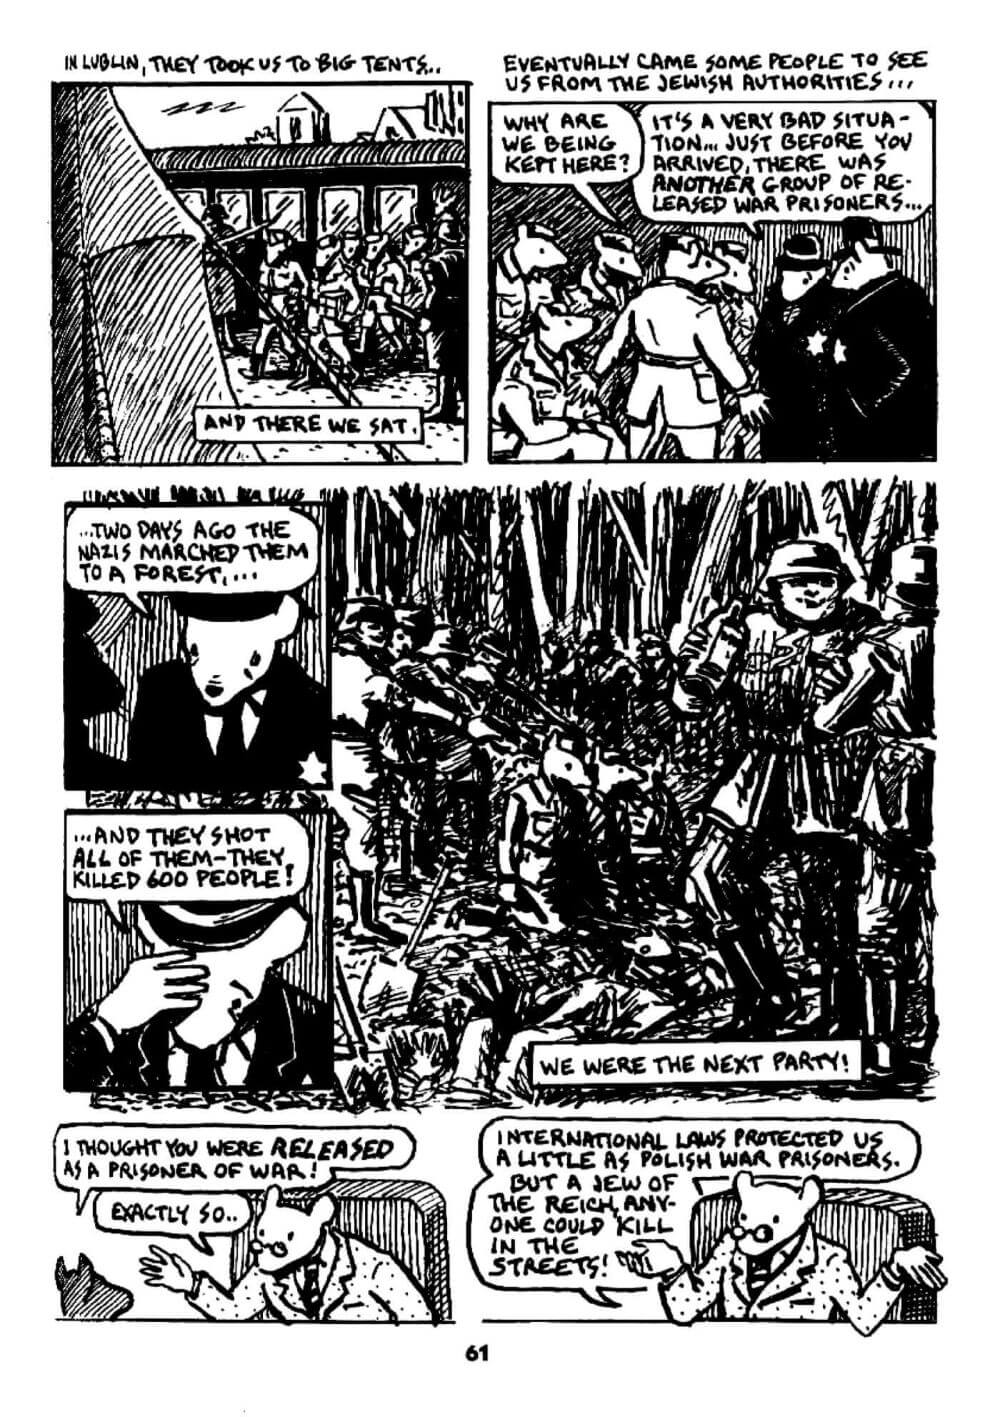 IN LUBLIN, THEY TOOK US TO BIG TENTS..
AND THERE WE SAT.
EVENTUALLY CAME SOME PEOPLE TO SEE
US FROM THE JEWISH AUTHORITIES...
WHY ARE
WE BEING
KEPT HERE?
IT'S A VERY BAD SITUA-
TION... JUST BEFORE YOU
ARRIVED, THERE WAS
ANOTHER GROUP OF RE-
LEASED WAR PRISONERS...
...TWO DAYS AGO THE
NAZIS MARCHED THEM
TO A FOREST,...
...AND THEY SHOT
ALL OF THEM-THEY
KILLED 600 PEOPLE!
WE WERE THE NEXT PARTY!
I THOUGHT YOU WERE RELEASED
AS A PRISONER OF WAR!
EXACTLY SO..
INTERNATIONAL LAWS PROTECTED US
A LITTLE AS POLISH WAR PRISONERS.
BUT A JEW OF
THE REICH, ANY-
ONE COULD KILL
IN THE
STREETS!
61